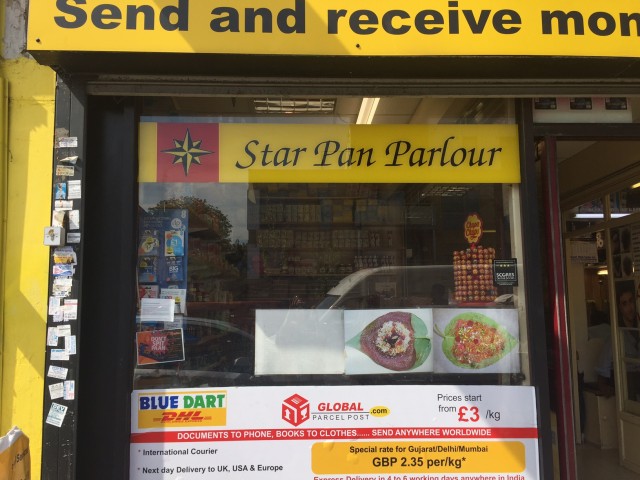 Send and receive mon
Star Pan Parlour
BLUE DART
DHL
GLOBAL
PARCEL POST .com
Prices start
from £3 /kg
DOCUMENTS TO PHONE, BOOKS TO CLOTHES...... SEND ANYWHERE WORLDWIDE
* International Courier
* Next day Delivery to UK, USA & Europe
Special rate for Gujarat/Delhi/Mumbai
GBP 2.35 per/kg*
Express Delivery in 4 to 6 working days anywhere in India